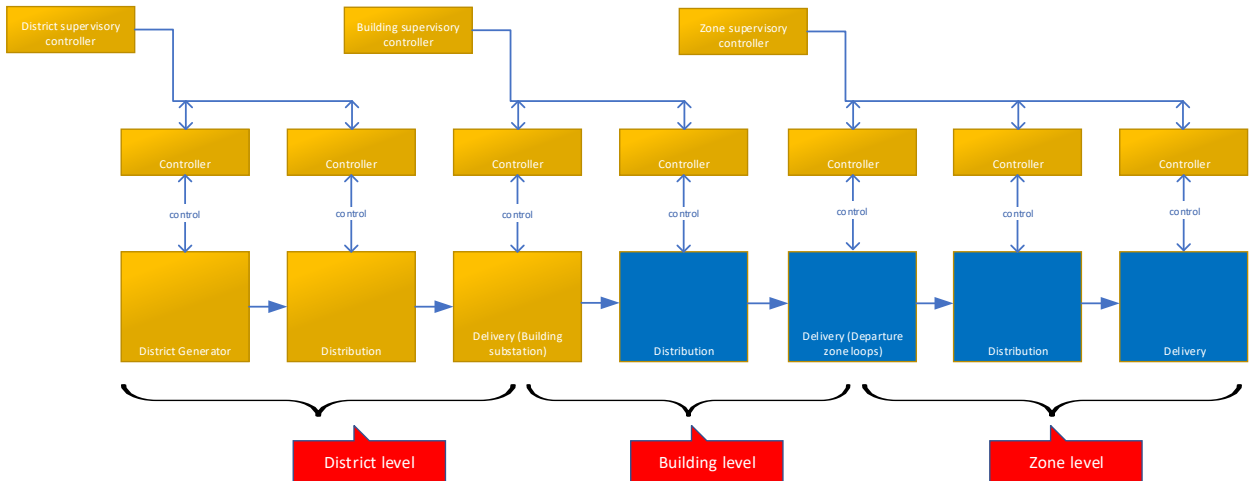 District supervisory
controller
Building supervisory
controller
Zone supervisory
controller
Controller
Controller
Controller
Controller
Controller
Controller
Controller
control
control
control
control
control
control
control
District Generator
Distribution
Delivery (Building
substation)
Distribution
Delivery (Departure
zone loops)
Distribution
Delivery
District level
Building level
Zone level